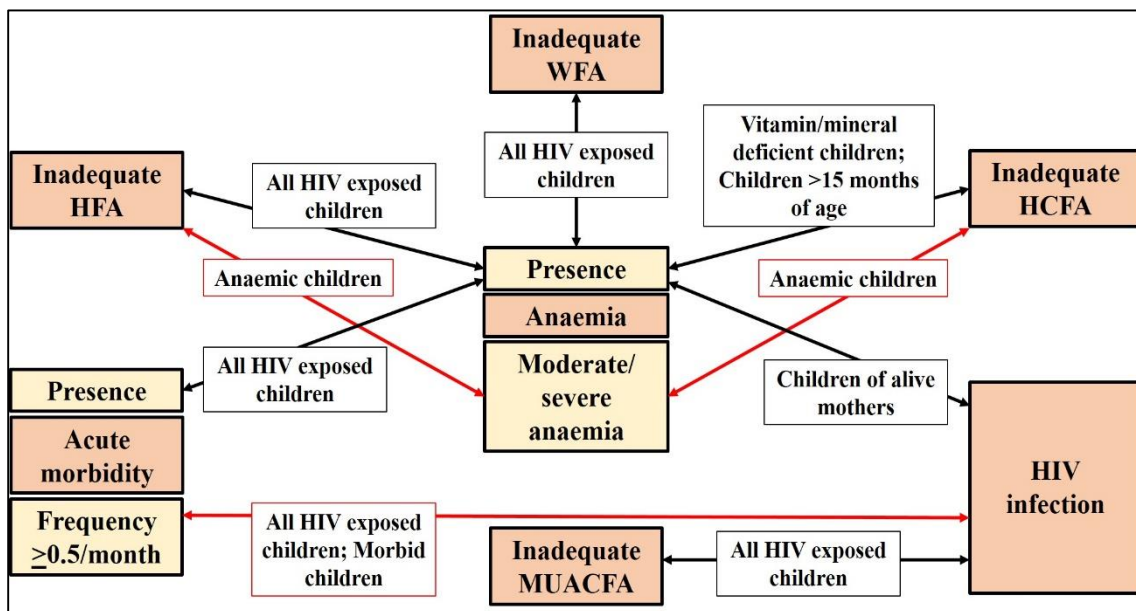 Inadequate
WFA
All HIV exposed
children
Vitamin/mineral
deficient children;
Children >15 months
of age
Inadequate
HFA
All HIV exposed
children
Inadequate
HCFA
Anaemic children
Presence
Anaemic children
Anaemia
All HIV exposed
children
Moderate/
severe
anaemia
Children of alive
mothers
Presence
Acute
morbidity
HIV
infection
Frequency
≥0.5/month
All HIV exposed
children; Morbid
children
Inadequate
MUACFA
All HIV exposed
children